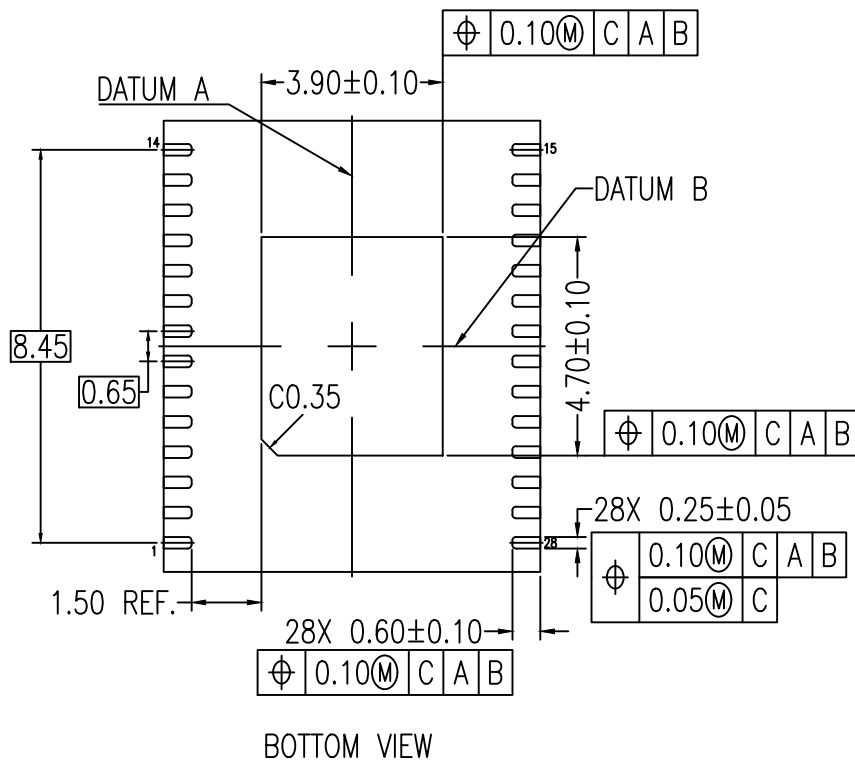 ⌖ 0.10Ⓜ C A B
3.90±0.10
DATUM A
14
15
DATUM B
8.45
0.65
4.70±0.10
C0.35
⌖ 0.10Ⓜ C A B
28X 0.25±0.05
1
28
⌖ 0.10Ⓜ C A B
0.05Ⓜ C
1.50 REF.
28X 0.60±0.10
⌖ 0.10Ⓜ C A B
BOTTOM VIEW